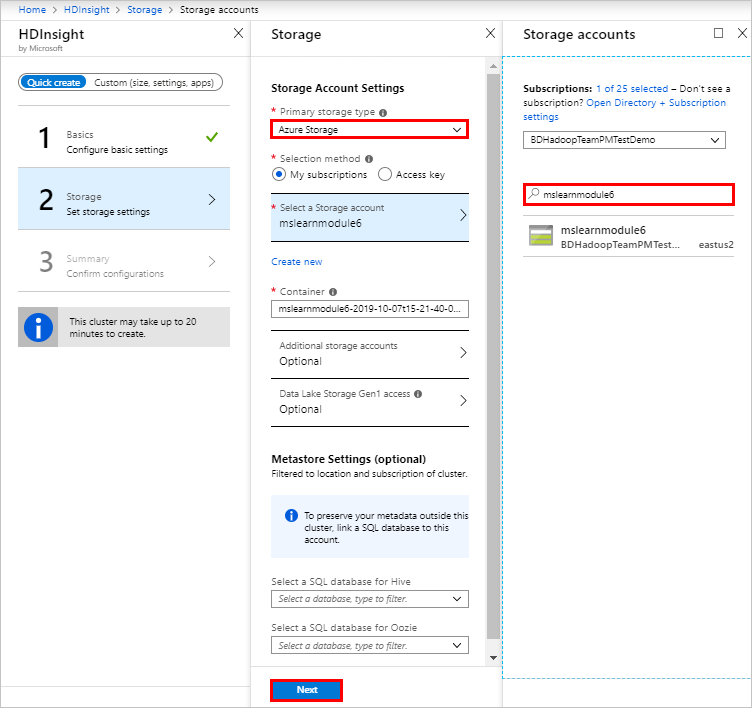 Home > HDInsight > Storage > Storage accounts
HDInsight
by Microsoft
Quick create
Custom (size, settings, apps)
1
Basics
Configure basic settings
2
Storage
Set storage settings
3
Summary
Confirm configurations
This cluster may take up to 20
minutes to create.
Storage
Storage Account Settings
* Primary storage type
Azure Storage
* Selection method
My subscriptions
Access key
* Select a Storage account
mslearnmodule6
Create new
* Container
mslearnmodule6-2019-10-07t15-21-40-0...
Additional storage accounts
Optional
Data Lake Storage Gen1 access
Optional
Metastore Settings (optional)
Filtered to location and subscription of cluster.
To preserve your metadata outside this
cluster, link a SQL database to this
account.
Select a SQL database for Hive
Select a database, type to filter.
Select a SQL database for Oozie
Select a database, type to filter.
Next
Storage accounts
Subscriptions: 1 of 25 selected – Don't see a
subscription? Open Directory + Subscription
settings
BDHadoopTeamPMTestDemo
mslearnmodule6
mslearnmodule6
BDHadoopTeamPMTest...
eastus2